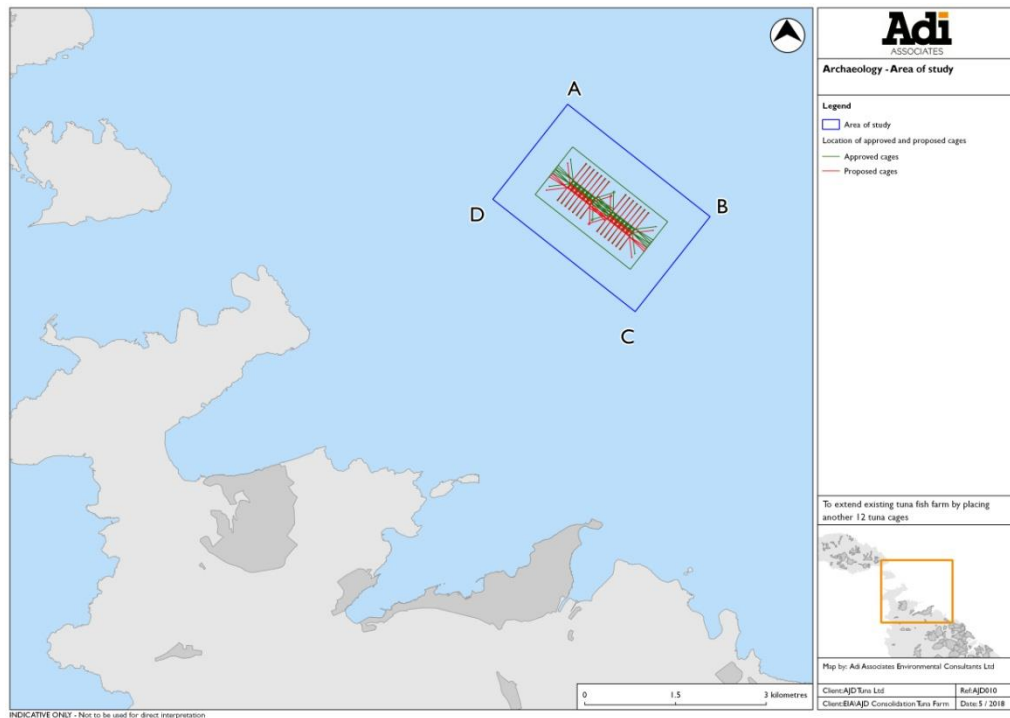 A
B
D
C
0 1.5 3 kilometres
INDICATIVE ONLY - Not to be used for direct interpretation
Adi
ASSOCIATES
Archaeology - Area of study
Legend
Area of study
Location of approved and proposed cages
Approved cages
Proposed cages
To extend existing tuna fish farm by placing
another 12 tuna cages
Map by: Adi Associates Environmental Consultants Ltd
Client:AJD Tuna Ltd Ref:AJD010
Client:EIA\AJD Consolidation Tuna Farm Date: 5 / 2018